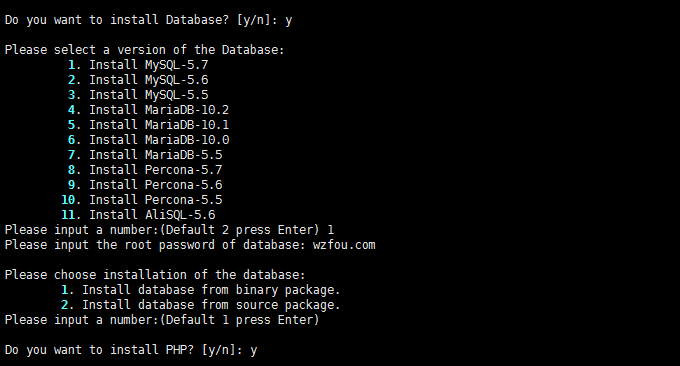 Do you want to install Database? [y/n]: y
Please select a version of the Database:
1. Install MySQL-5.7
2. Install MySQL-5.6
3. Install MySQL-5.5
4. Install MariaDB-10.2
5. Install MariaDB-10.1
6. Install MariaDB-10.0
7. Install MariaDB-5.5
8. Install Percona-5.7
9. Install Percona-5.6
10. Install Percona-5.5
11. Install AliSQL-5.6
Please input a number:(Default 2 press Enter) 1
Please input the root password of database: wzfou.com
Please choose installation of the database:
1. Install database from binary package.
2. Install database from source package.
Please input a number:(Default 1 press Enter)
Do you want to install PHP? [y/n]: y